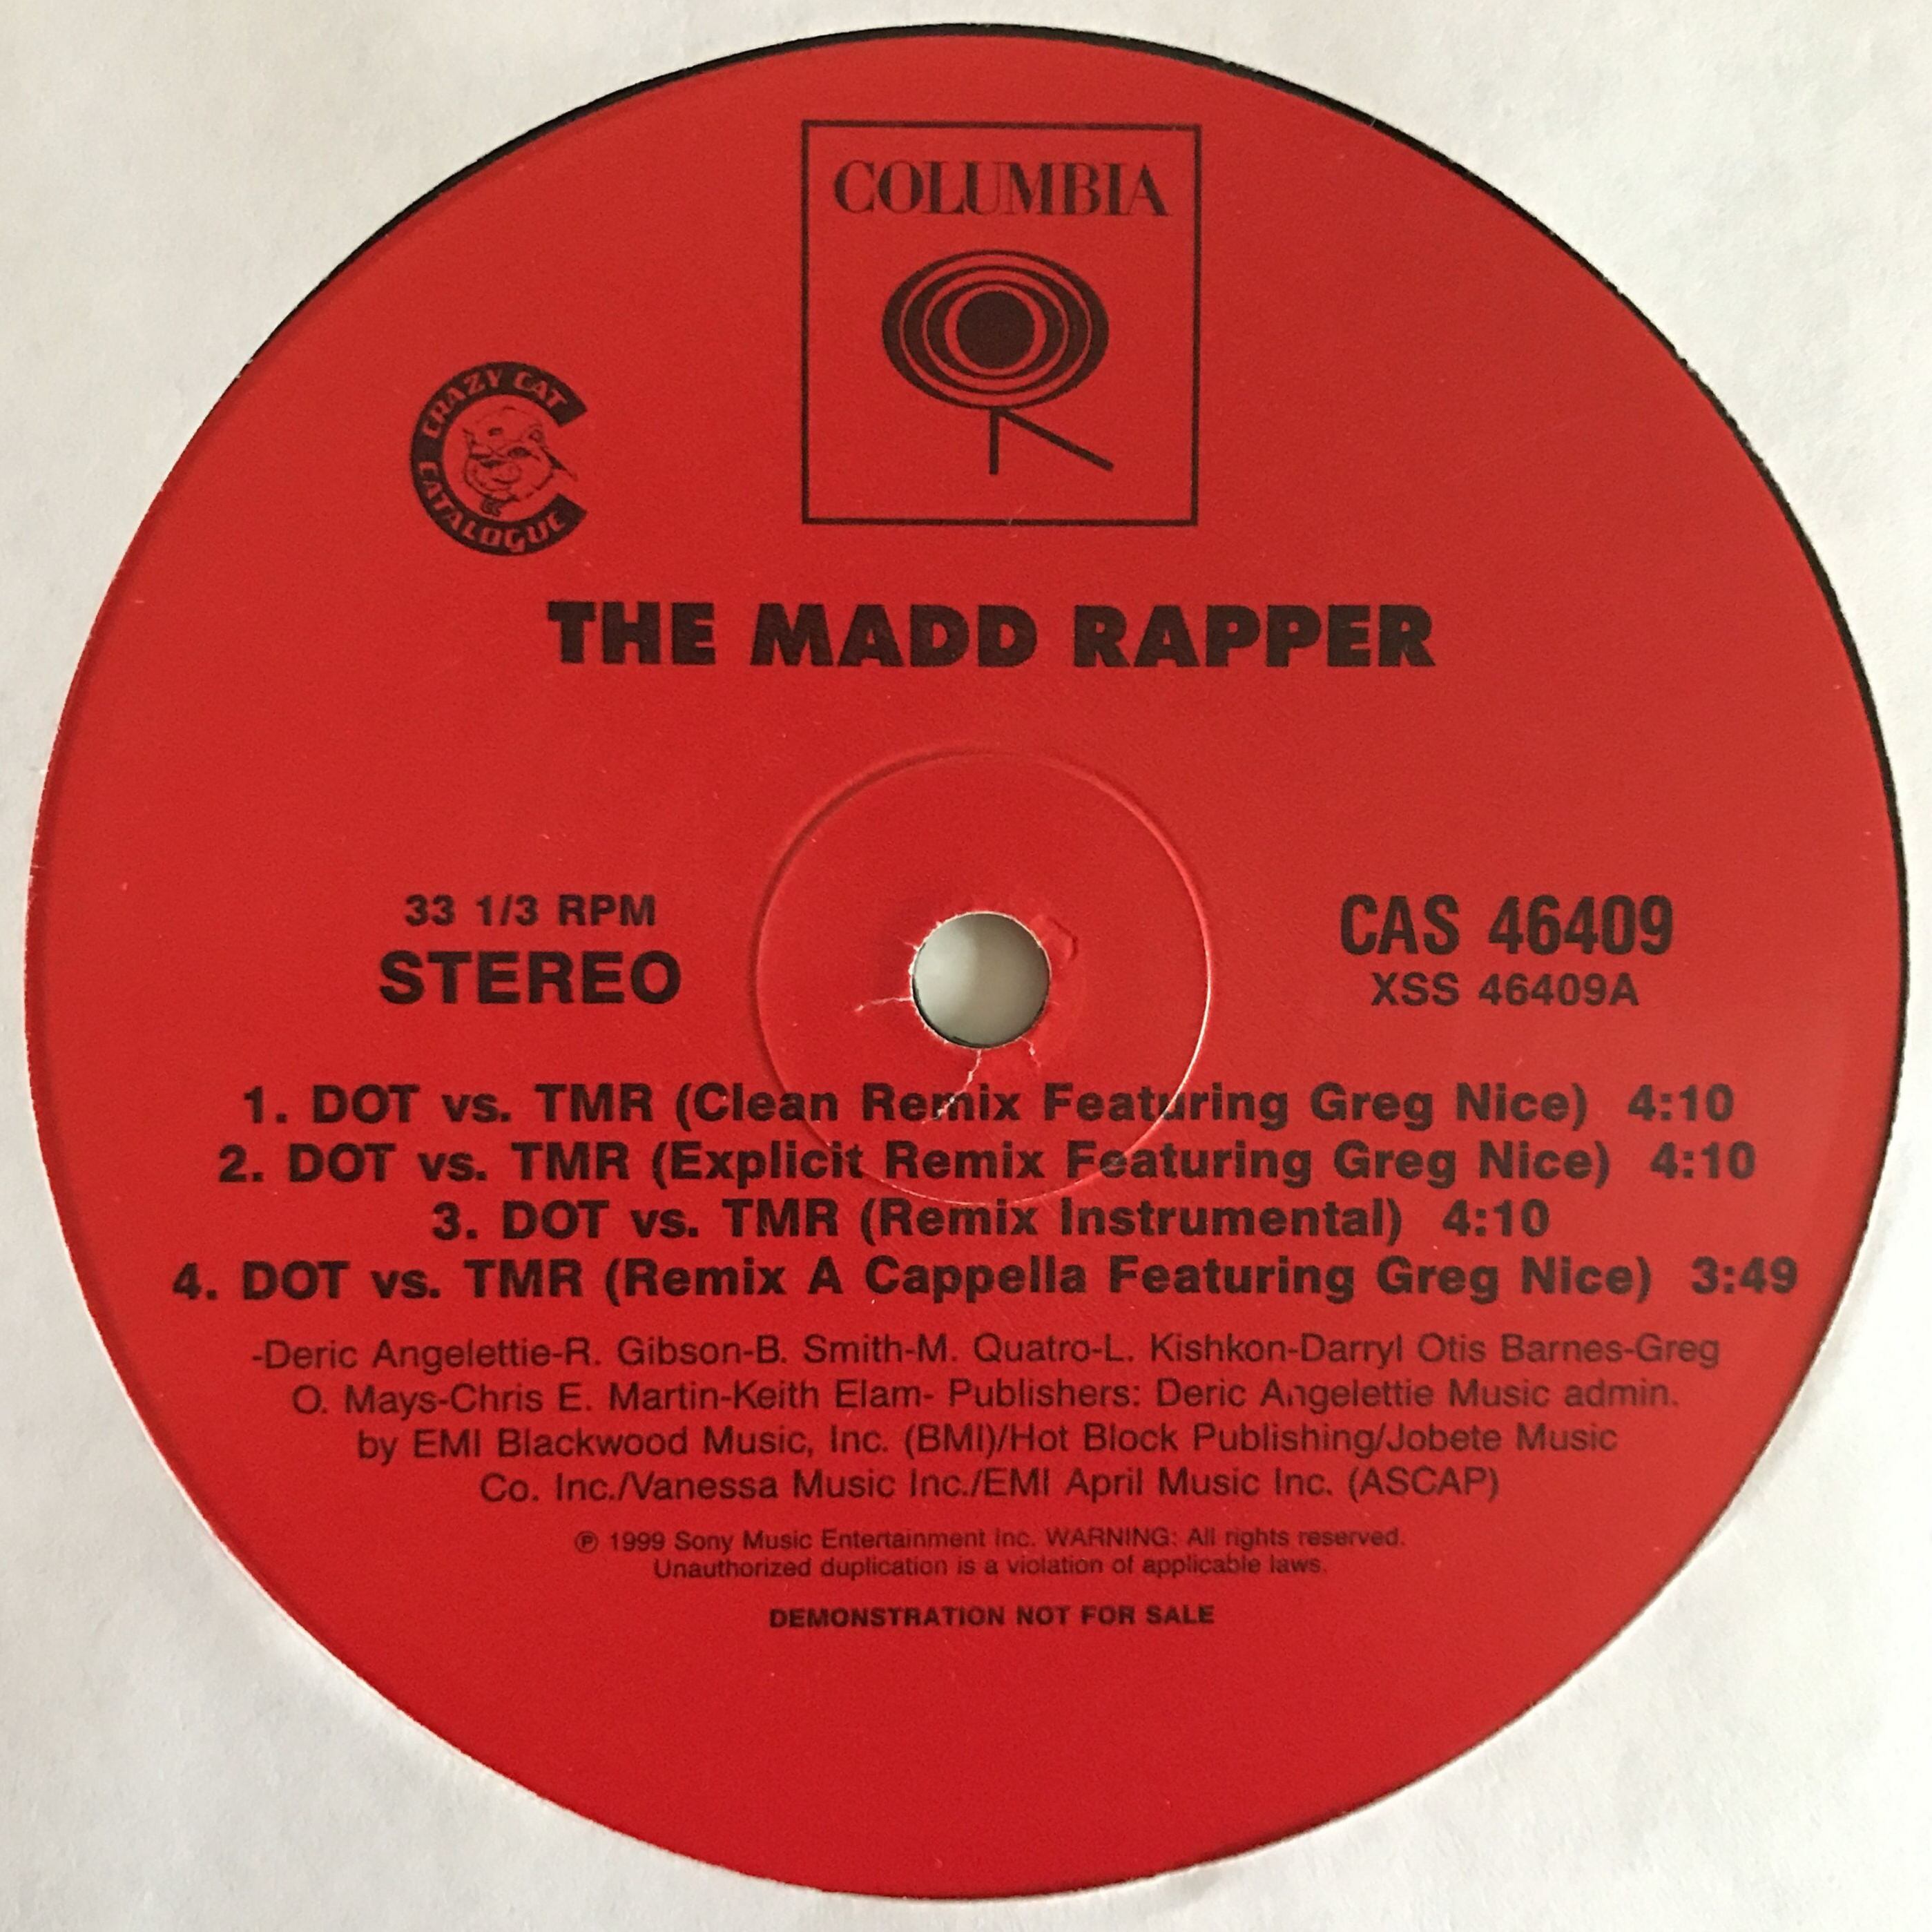 COLUMBIA
CRAZY CAT
CATALOGUE
THE MADD RAPPER
33 1/3 RPM
STEREO
CAS 46409
XSS 46409A
1. DOT vs. TMR (Clean Remix Featuring Greg Nice) 4:10
2. DOT vs. TMR (Explicit Remix Featuring Greg Nice) 4:10
3. DOT vs. TMR (Remix Instrumental) 4:10
4. DOT vs. TMR (Remix A Cappella Featuring Greg Nice) 3:49
-Deric Angelettie-R. Gibson-B. Smith-M. Quatro-L. Kishkon-Darryl Otis Barnes-Greg
O. Mays-Chris E. Martin-Keith Elam- Publishers: Deric Angelettie Music admin.
by EMI Blackwood Music, Inc. (BMI)/Hot Block Publishing/Jobete Music
Co. Inc./Vanessa Music Inc./EMI April Music Inc. (ASCAP)
℗ 1999 Sony Music Entertainment Inc. WARNING: All rights reserved.
Unauthorized duplication is a violation of applicable laws.
DEMONSTRATION NOT FOR SALE